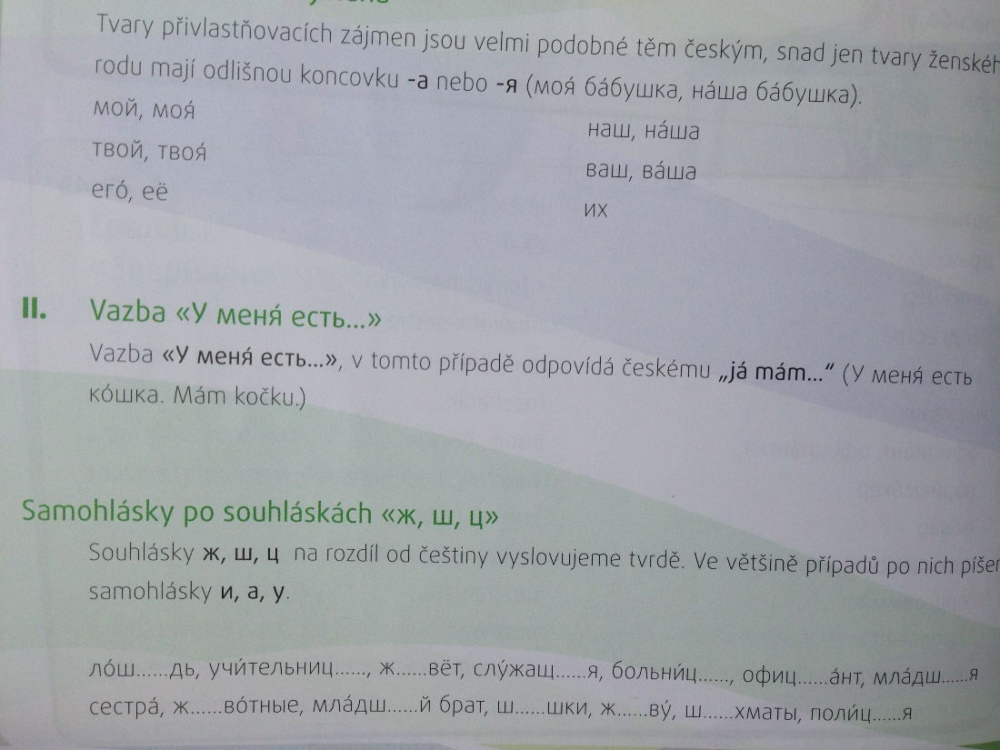 Tvary přivlastňovacích zájmen jsou velmi podobné těm českým, snad jen tvary
rodu mají odlišnou koncovku -а nebo -я (моя́ ба́бушка, на́ша ба́бушка).
мой, моя́
наш, на́ша
твой, твоя́
ваш, ва́ша
его́, её
их
II. Vazba «У меня́ есть...»
Vazba «У меня́ есть...», v tomto případě odpovídá českému „já mám...“ (У меня́ есть
ко́шка. Mám kočku.)
Samohlásky po souhláskách «ж, ш, ц»
Souhlásky ж, ш, ц na rozdíl od češtiny vyslovujeme tvrdě. Ve většině případů po nich
samohlásky и, а, у.
ло́ш......дь, учи́тельниц......, ж......вёт, слу́жащ......я, больни́ц......, офиц......а́нт, мла́дш......я
сестра́, ж......во́тные, мла́дш......й брат, ш......шки, ж......ву́, ш......хматы, поли́ц......я